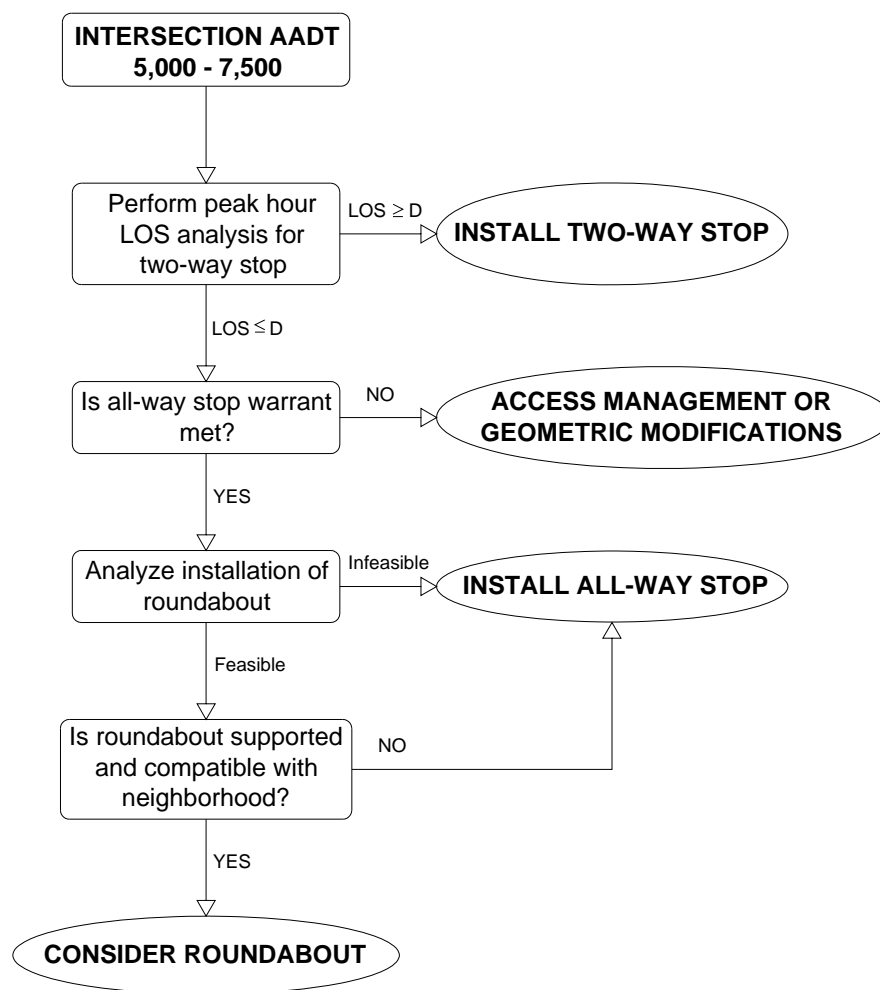 INTERSECTION AADT
5,000 - 7,500
Perform peak hour
LOS analysis for
two-way stop
LOS ≥ D
INSTALL TWO-WAY STOP
LOS ≤ D
Is all-way stop warrant
met?
NO
ACCESS MANAGEMENT OR
GEOMETRIC MODIFICATIONS
YES
Analyze installation of
roundabout
Infeasible
INSTALL ALL-WAY STOP
Feasible
Is roundabout supported
and compatible with
neighborhood?
NO
YES
CONSIDER ROUNDABOUT